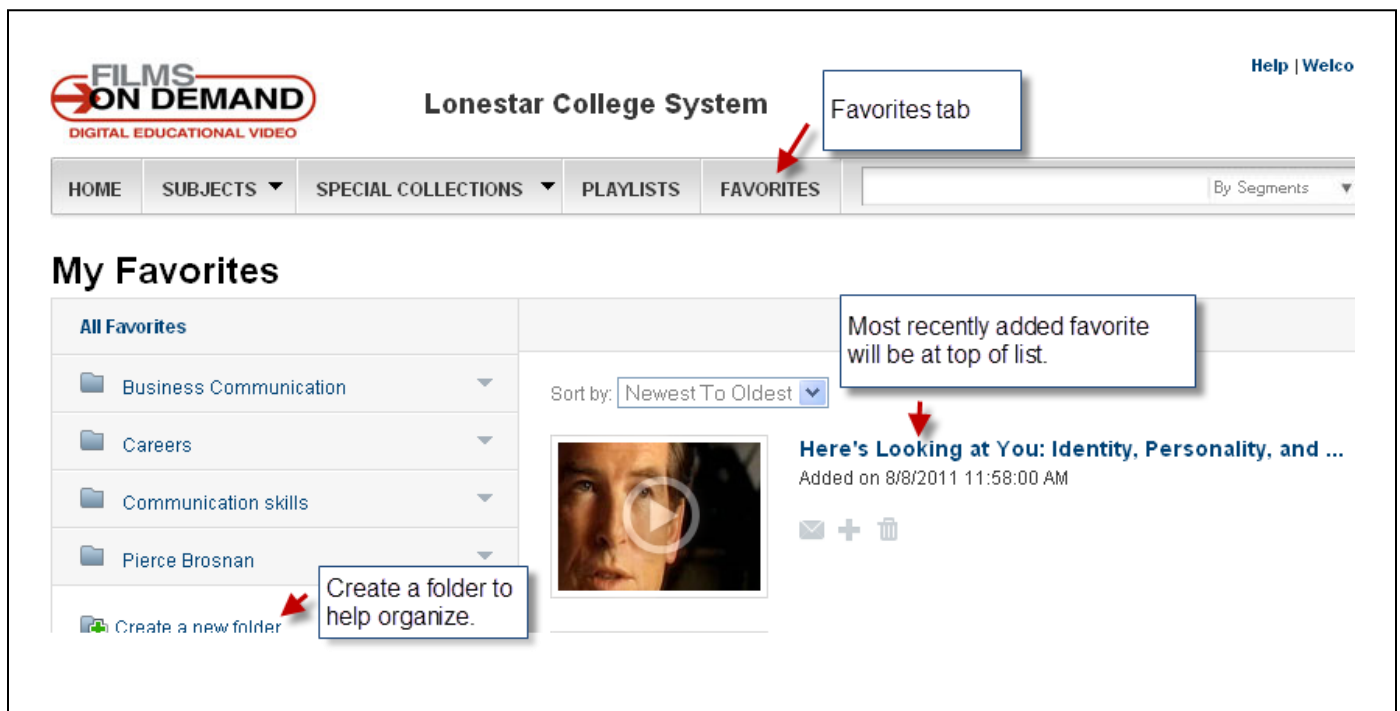 FILMS
ON DEMAND
DIGITAL EDUCATIONAL VIDEO
Lonestar College System
Help | Welco
Favorites tab
HOME SUBJECTS SPECIAL COLLECTIONS PLAYLISTS FAVORITES By Segments
My Favorites
All Favorites
Business Communication
Careers
Communication skills
Pierce Brosnan
Create a new folder
Create a folder to
help organize.
Most recently added favorite
will be at top of list.
Sort by: Newest To Oldest
Here's Looking at You: Identity, Personality, and ...
Added on 8/8/2011 11:58:00 AM